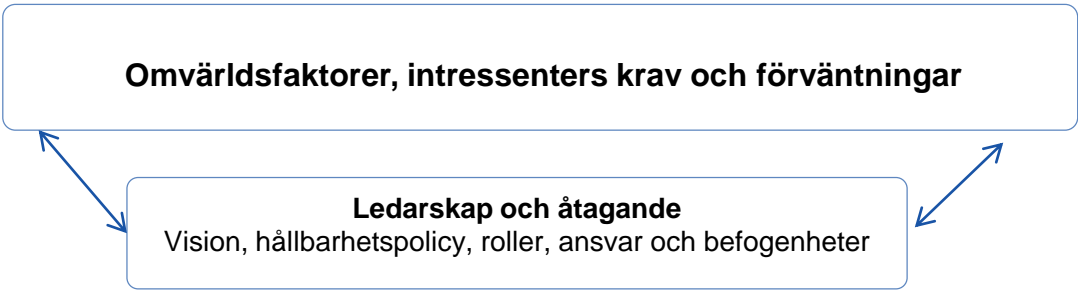 Omvärldsfaktorer, intressenters krav och förväntningar
Ledarskap och åtagande
Vision, hållbarhetspolicy, roller, ansvar och befogenheter